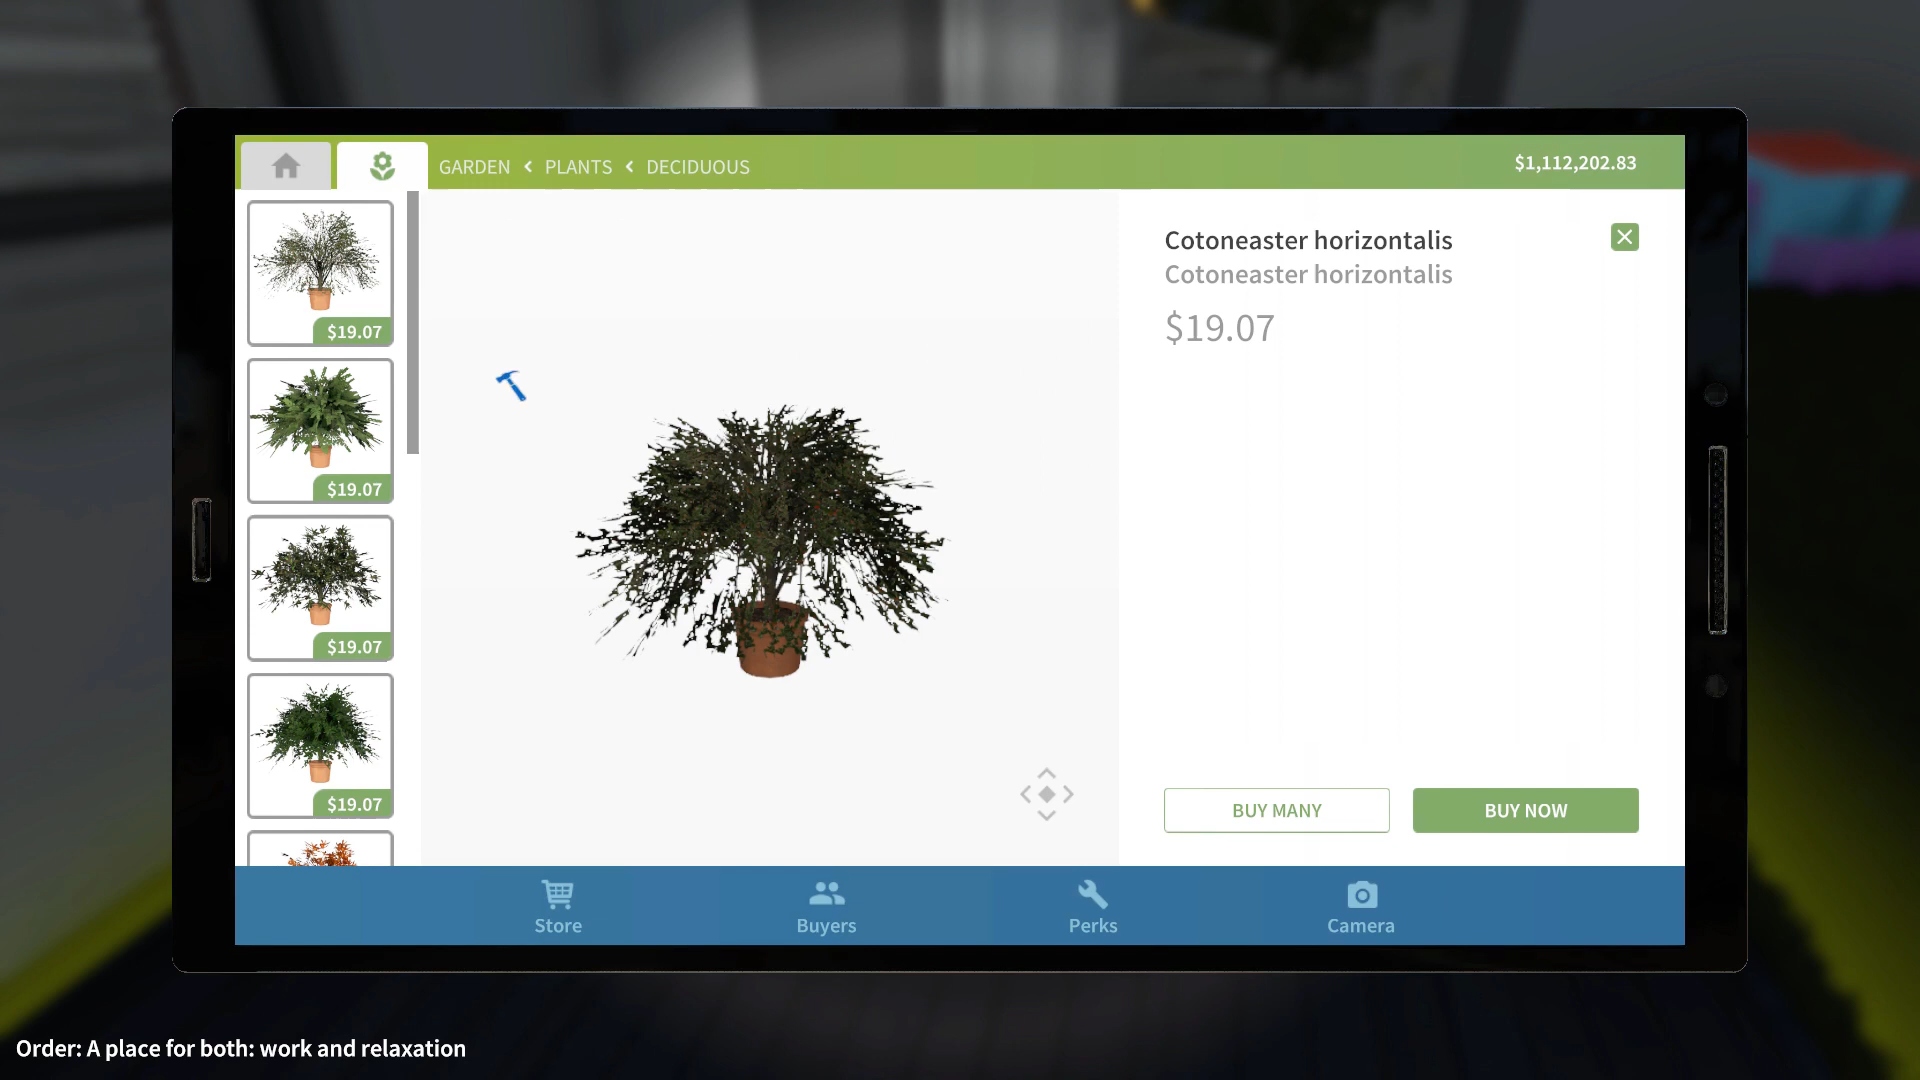 GARDEN < PLANTS < DECIDUOUS
$1,112,202.83
$19.07
$19.07
$19.07
$19.07
Cotoneaster horizontalis
Cotoneaster horizontalis
$19.07
BUY MANY
BUY NOW
Store
Buyers
Perks
Camera
Order: A place for both: work and relaxation